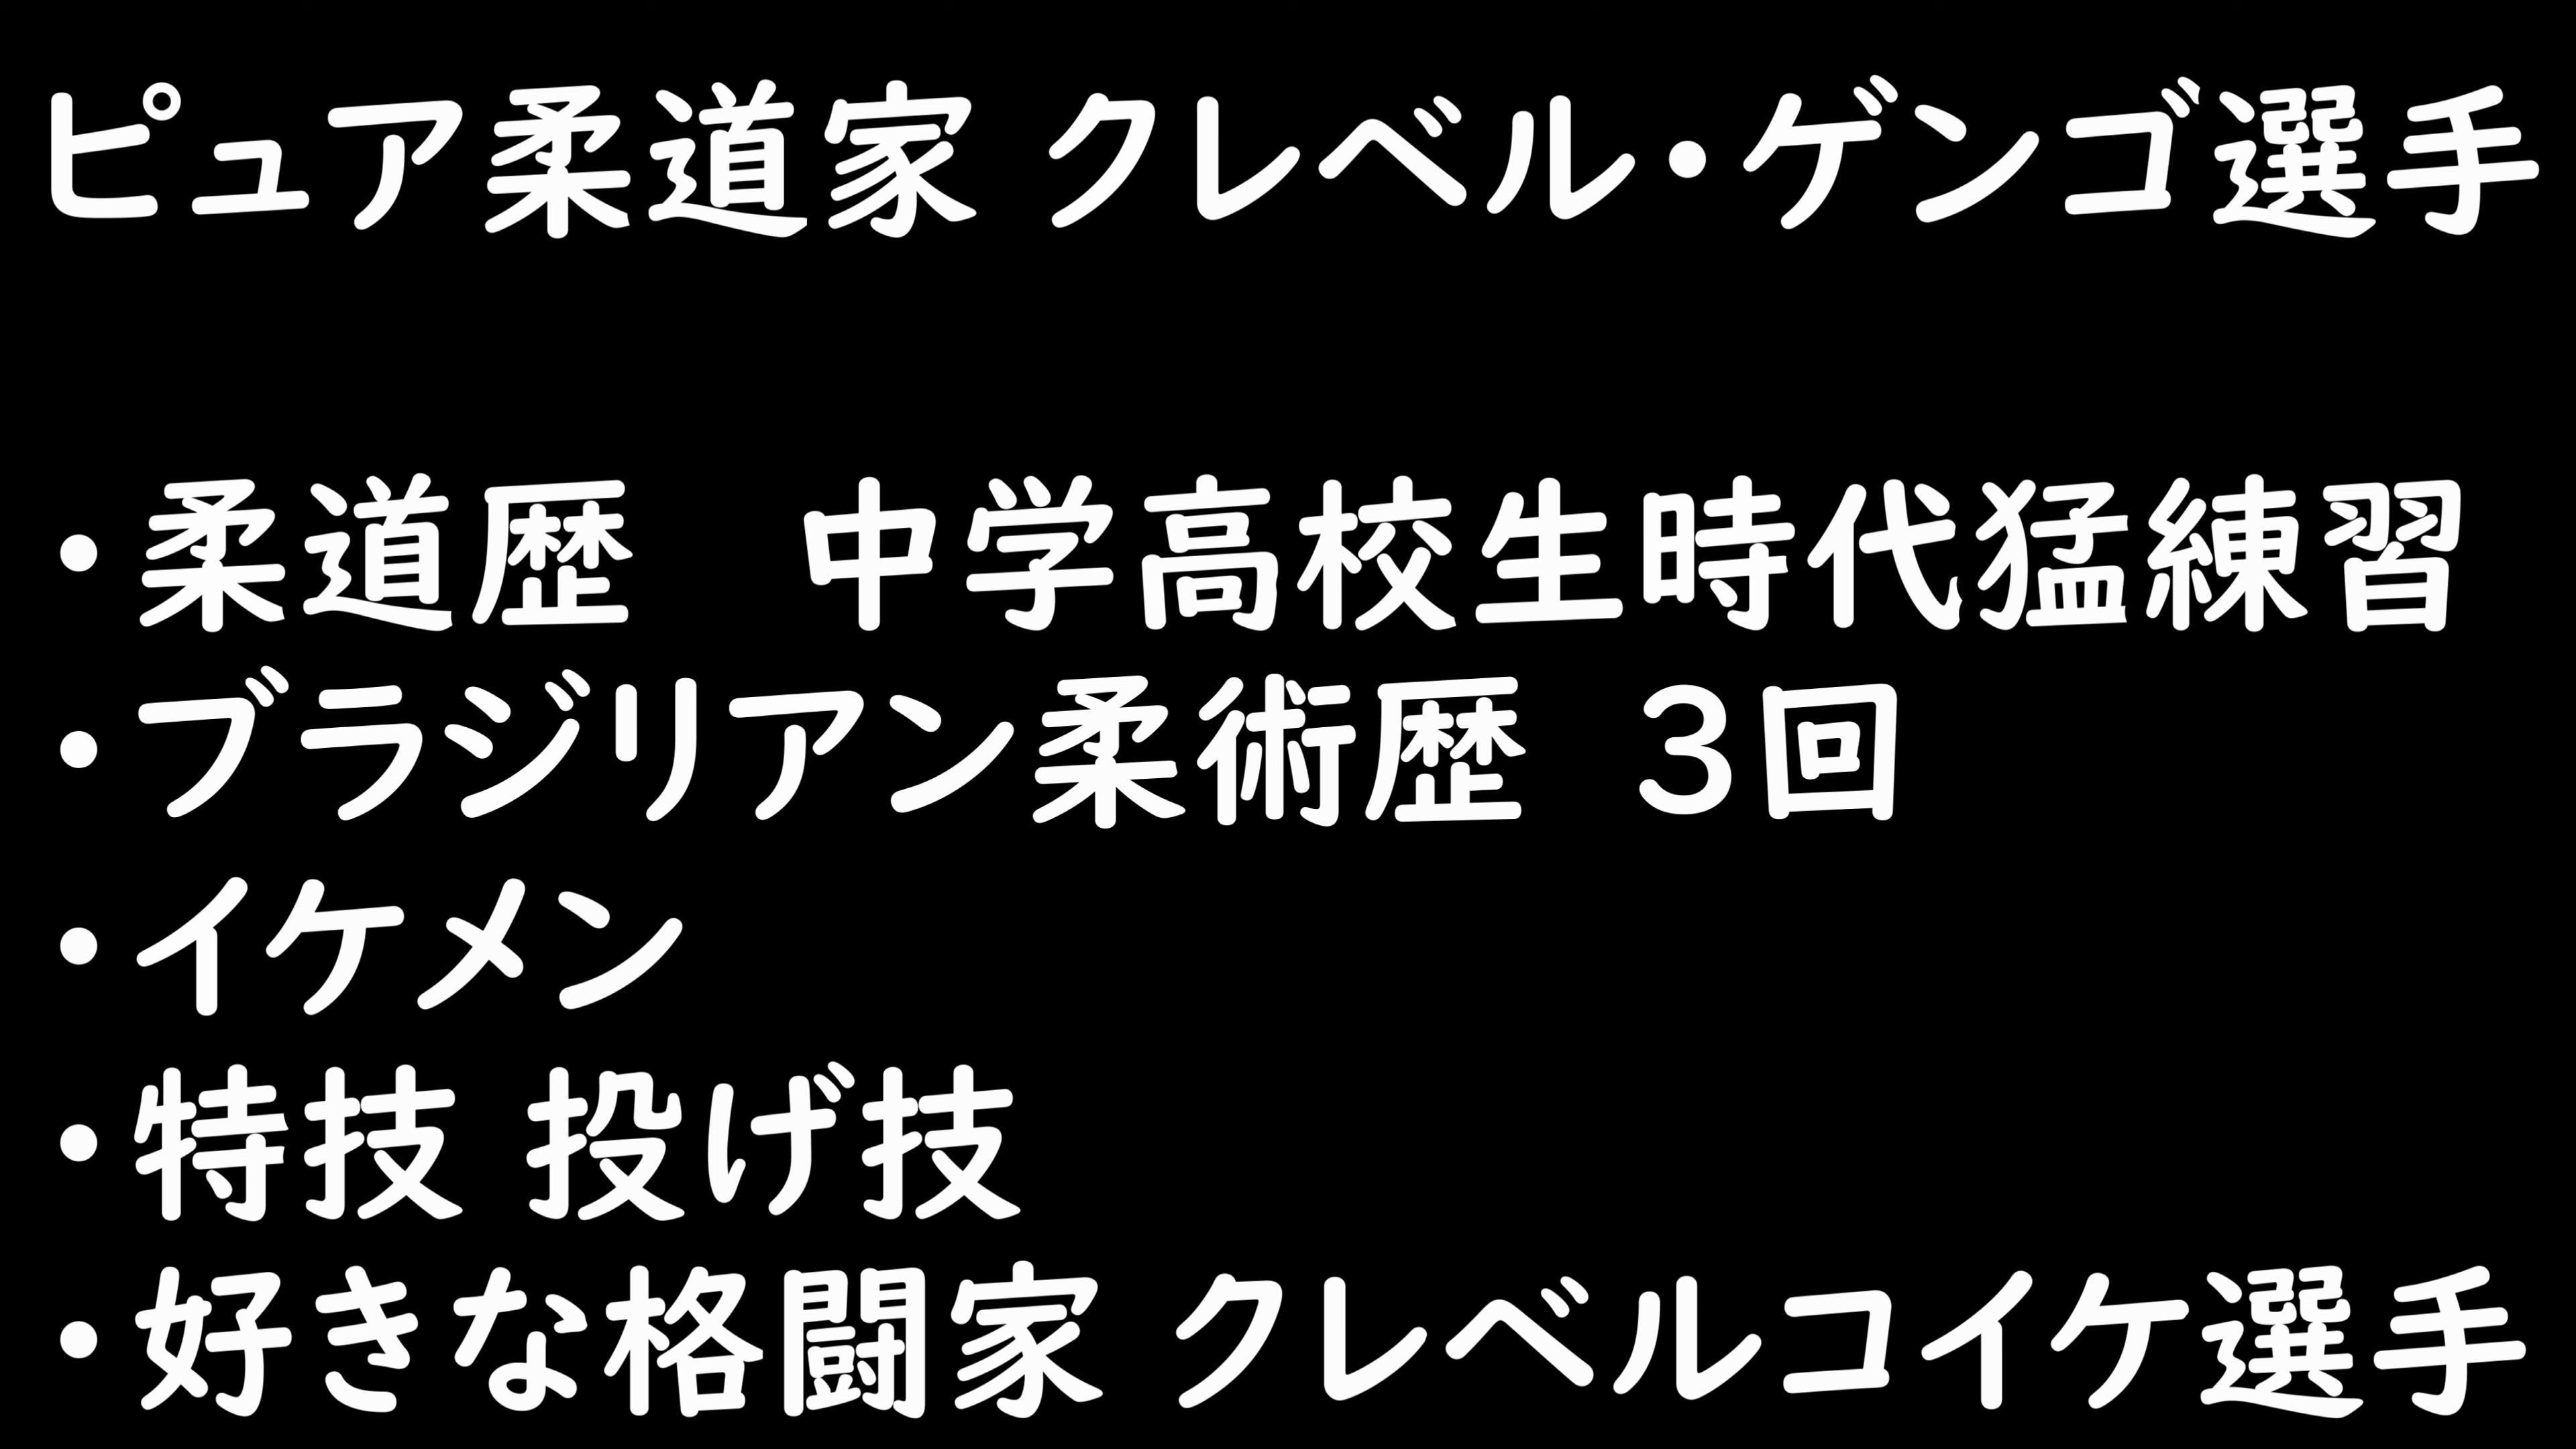 ピュア柔道家 クレベル・ゲンゴ選手
・柔道歴　中学高校生時代猛練習
・ブラジリアン柔術歴 3回
・イケメン
・特技 投げ技
・好きな格闘家 クレベルコイケ選手